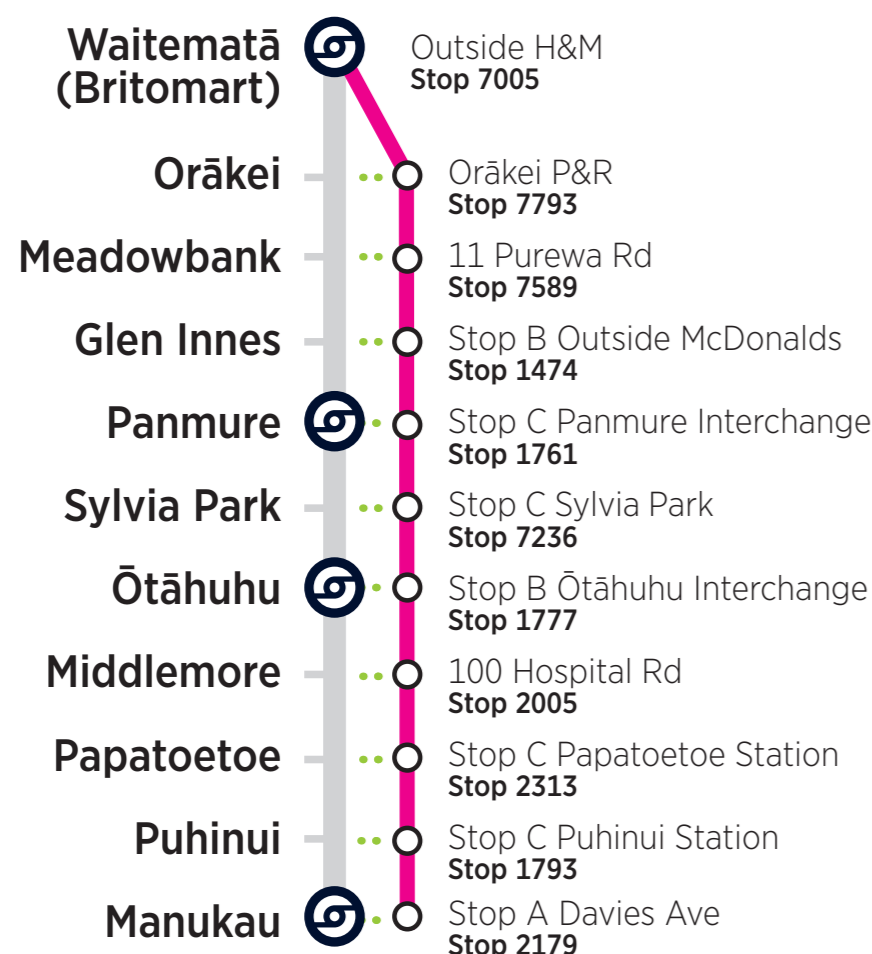 Waitematā
(Britomart)
Outside H&M
Stop 7005
Orākei
Orākei P&R
Stop 7793
Meadowbank
11 Purewa Rd
Stop 7589
Glen Innes
Stop B Outside McDonalds
Stop 1474
Panmure
Stop C Panmure Interchange
Stop 1761
Sylvia Park
Stop C Sylvia Park
Stop 7236
Ōtāhuhu
Stop B Ōtāhuhu Interchange
Stop 1777
Middlemore
100 Hospital Rd
Stop 2005
Papatoetoe
Stop C Papatoetoe Station
Stop 2313
Puhinui
Stop C Puhinui Station
Stop 1793
Manukau
Stop A Davies Ave
Stop 2179